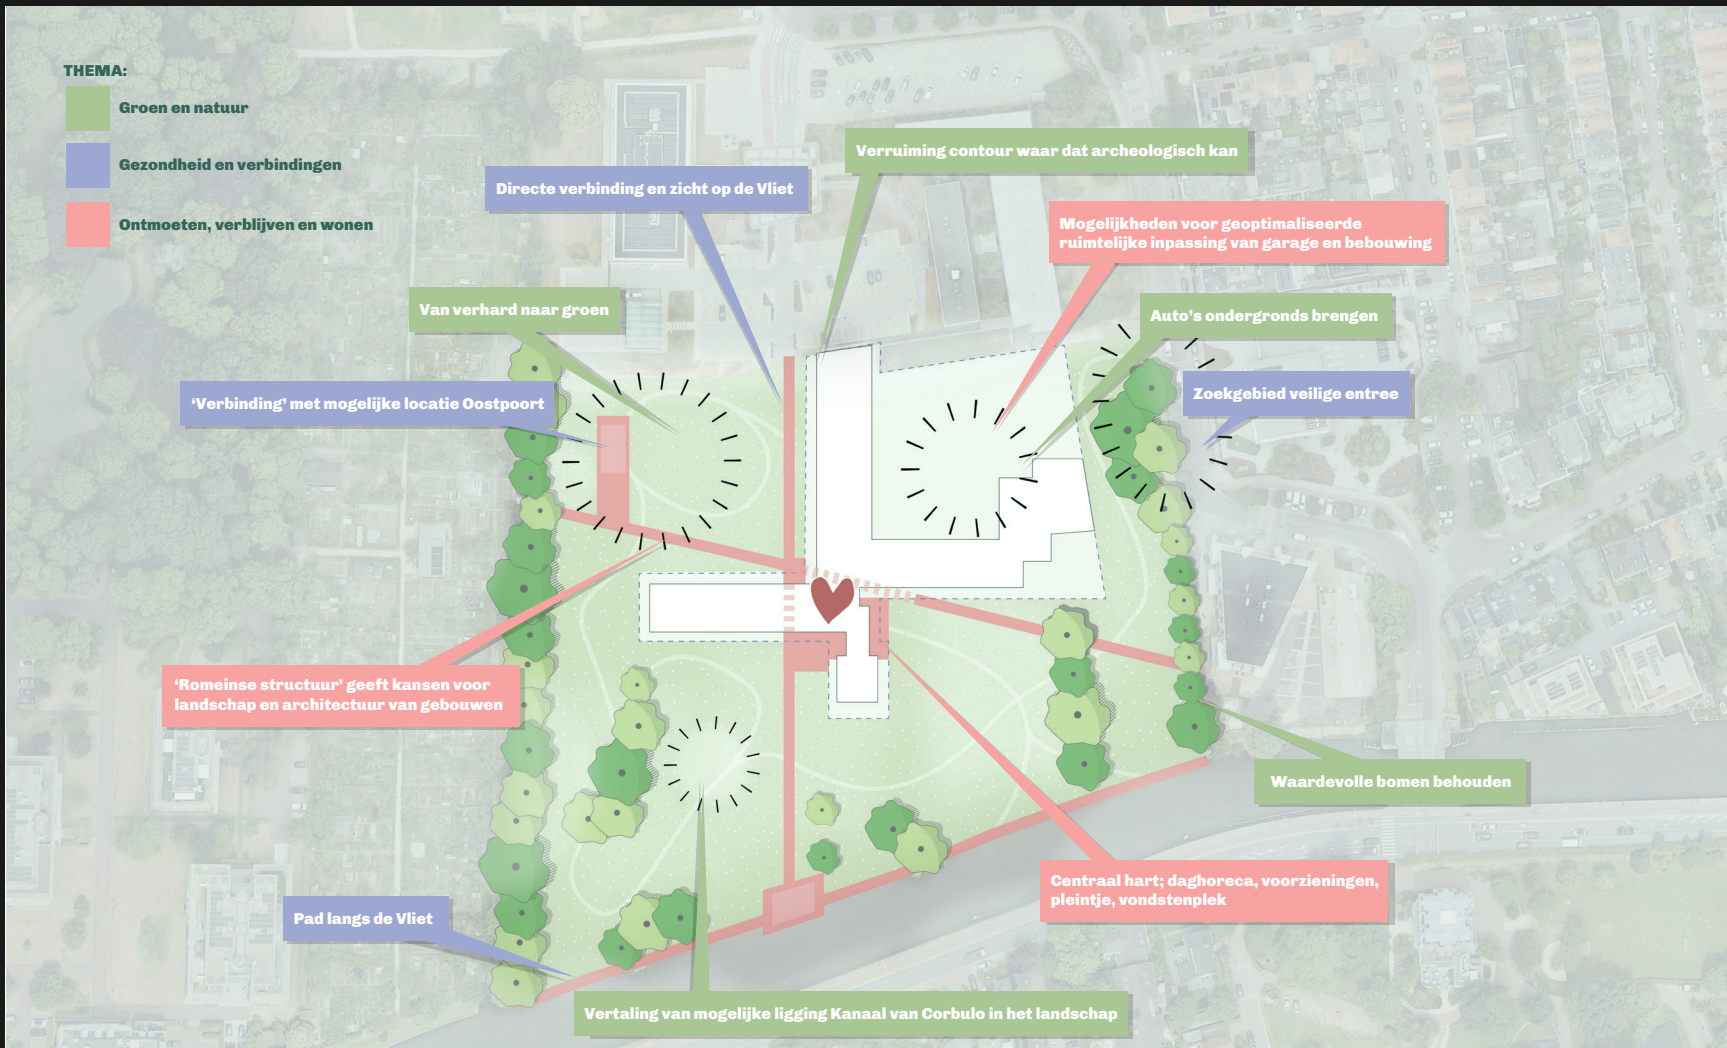 THEMA:
Groen en natuur
Gezondheid en verbindingen
Ontmoeten, verblijven en wonen
Verruiming contour waar dat archeologisch kan
Directe verbinding en zicht op de Vliet
Mogelijkheden voor geoptimaliseerde
ruimtelijke inpassing van garage en bebouwing
Van verhard naar groen
Auto's ondergronds brengen
'Verbinding' met mogelijke locatie Oostpoort
Zoekgebied veilige entree
'Romeinse structuur' geeft kansen voor
landschap en architectuur van gebouwen
Waardevolle bomen behouden
Centraal hart; daghoreca, voorzieningen,
pleintje, vondstenplek
Pad langs de Vliet
Vertaling van mogelijke ligging Kanaal van Corbulo in het landschap